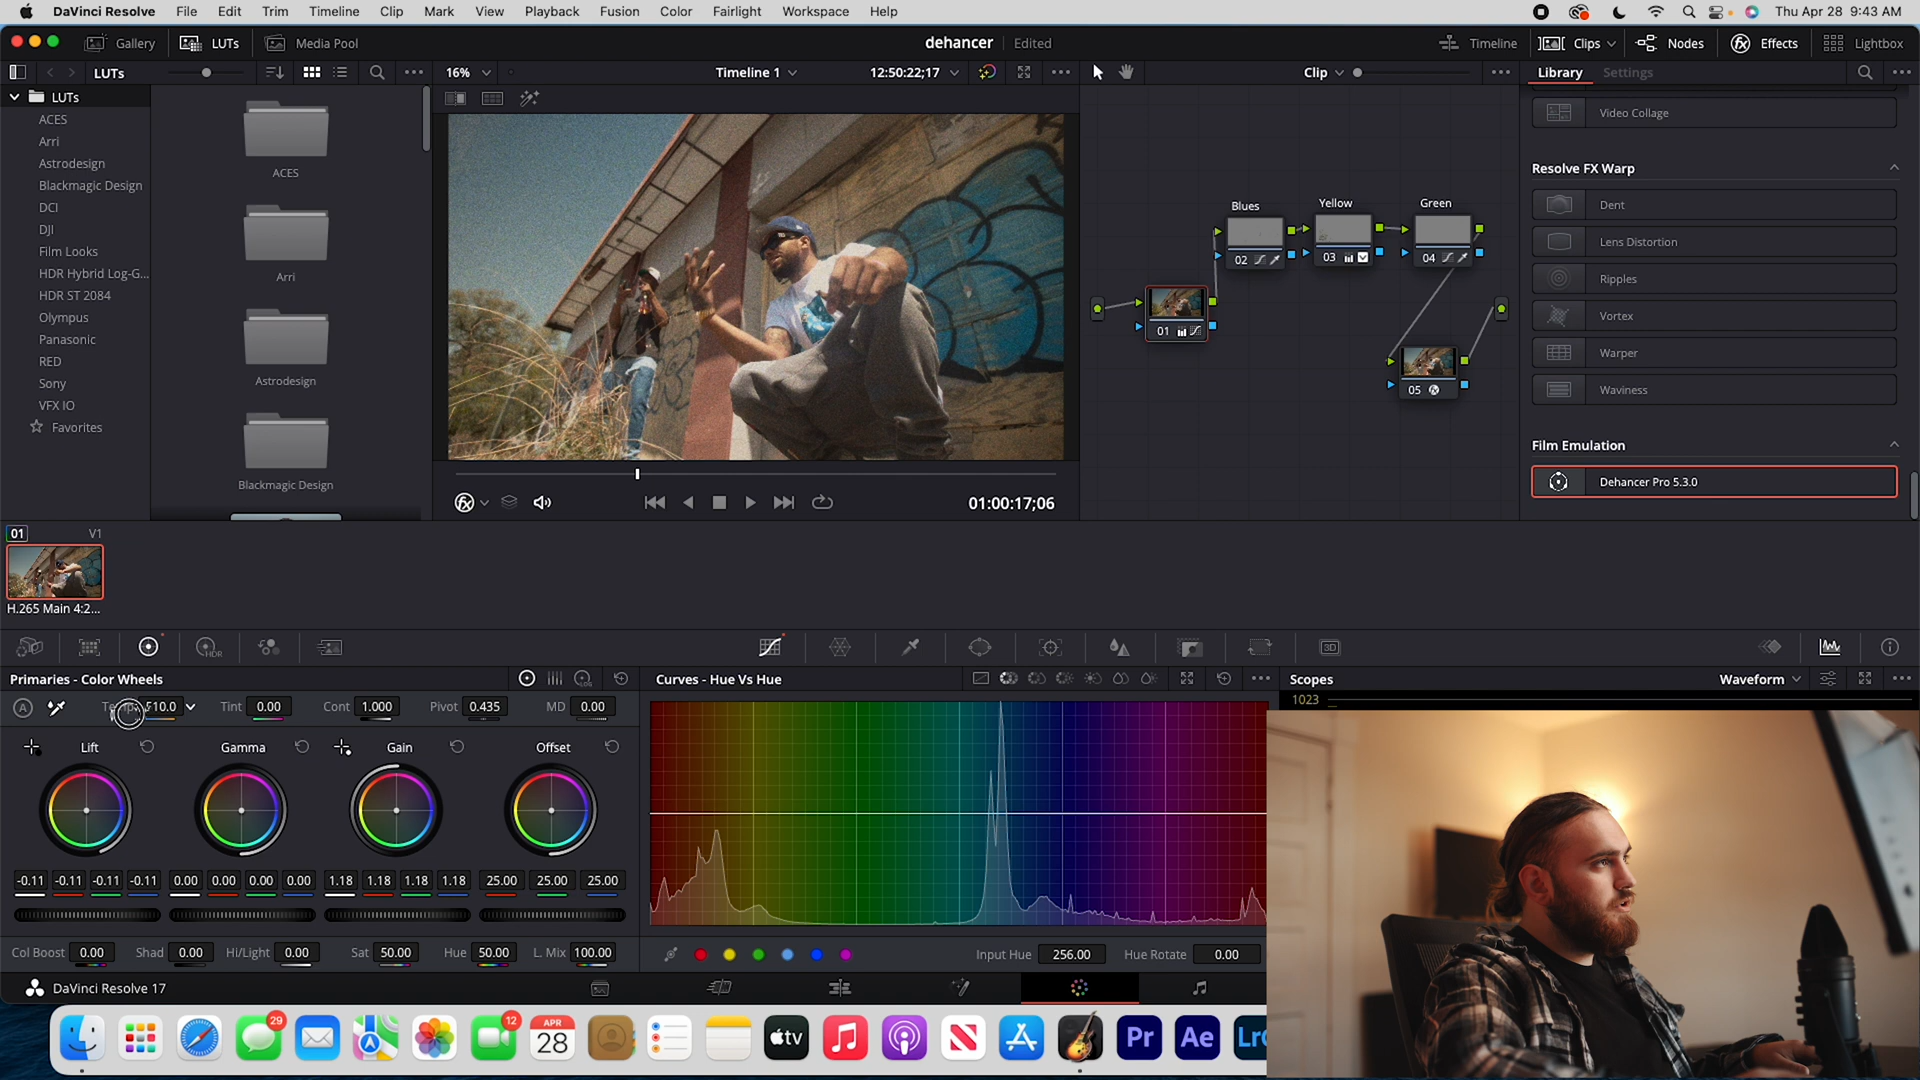 DaVinci Resolve File Edit Trim Timeline Clip Mark View Playback Fusion Color Fairlight Workspace Help Thu Apr 28 9:43 AM
Gallery LUTs Media Pool dehancer Edited Timeline Clips Nodes Effects Lightbox
LUTs 16% Timeline 1 12:50:22;17 Clip Library Settings
LUTs
ACES
Arri
Astrodesign
Blackmagic Design
DCI
DJI
Film Looks
HDR Hybrid Log-G...
HDR ST 2084
Olympus
Panasonic
RED
Sony
VFX IO
Favorites
ACES
Arri
Astrodesign
Blackmagic Design
01:00:17;06
Blues Yellow Green
02 03 04
01
05
Video Collage
Resolve FX Warp
Dent
Lens Distortion
Ripples
Vortex
Warper
Waviness
Film Emulation
Dehancer Pro 5.3.0
01 V1
H.265 Main 4:2...
HDR
3D
Primaries - Color Wheels
LOG
Curves - Hue Vs Hue
Scopes Waveform
1023
A Tint 0.00 Cont 1.000 Pivot 0.435 MD 0.00
Lift Gamma Gain Offset
-0.11 -0.11 -0.11 -0.11 0.00 0.00 0.00 0.00 1.18 1.18 1.18 1.18 25.00 25.00 25.00
Col Boost 0.00 Shad 0.00 Hi/Light 0.00 Sat 50.00 Hue 50.00 L. Mix 100.00
Input Hue 256.00 Hue Rotate 0.00
DaVinci Resolve 17
29 12 APR 28 tv Pr Ae Lr